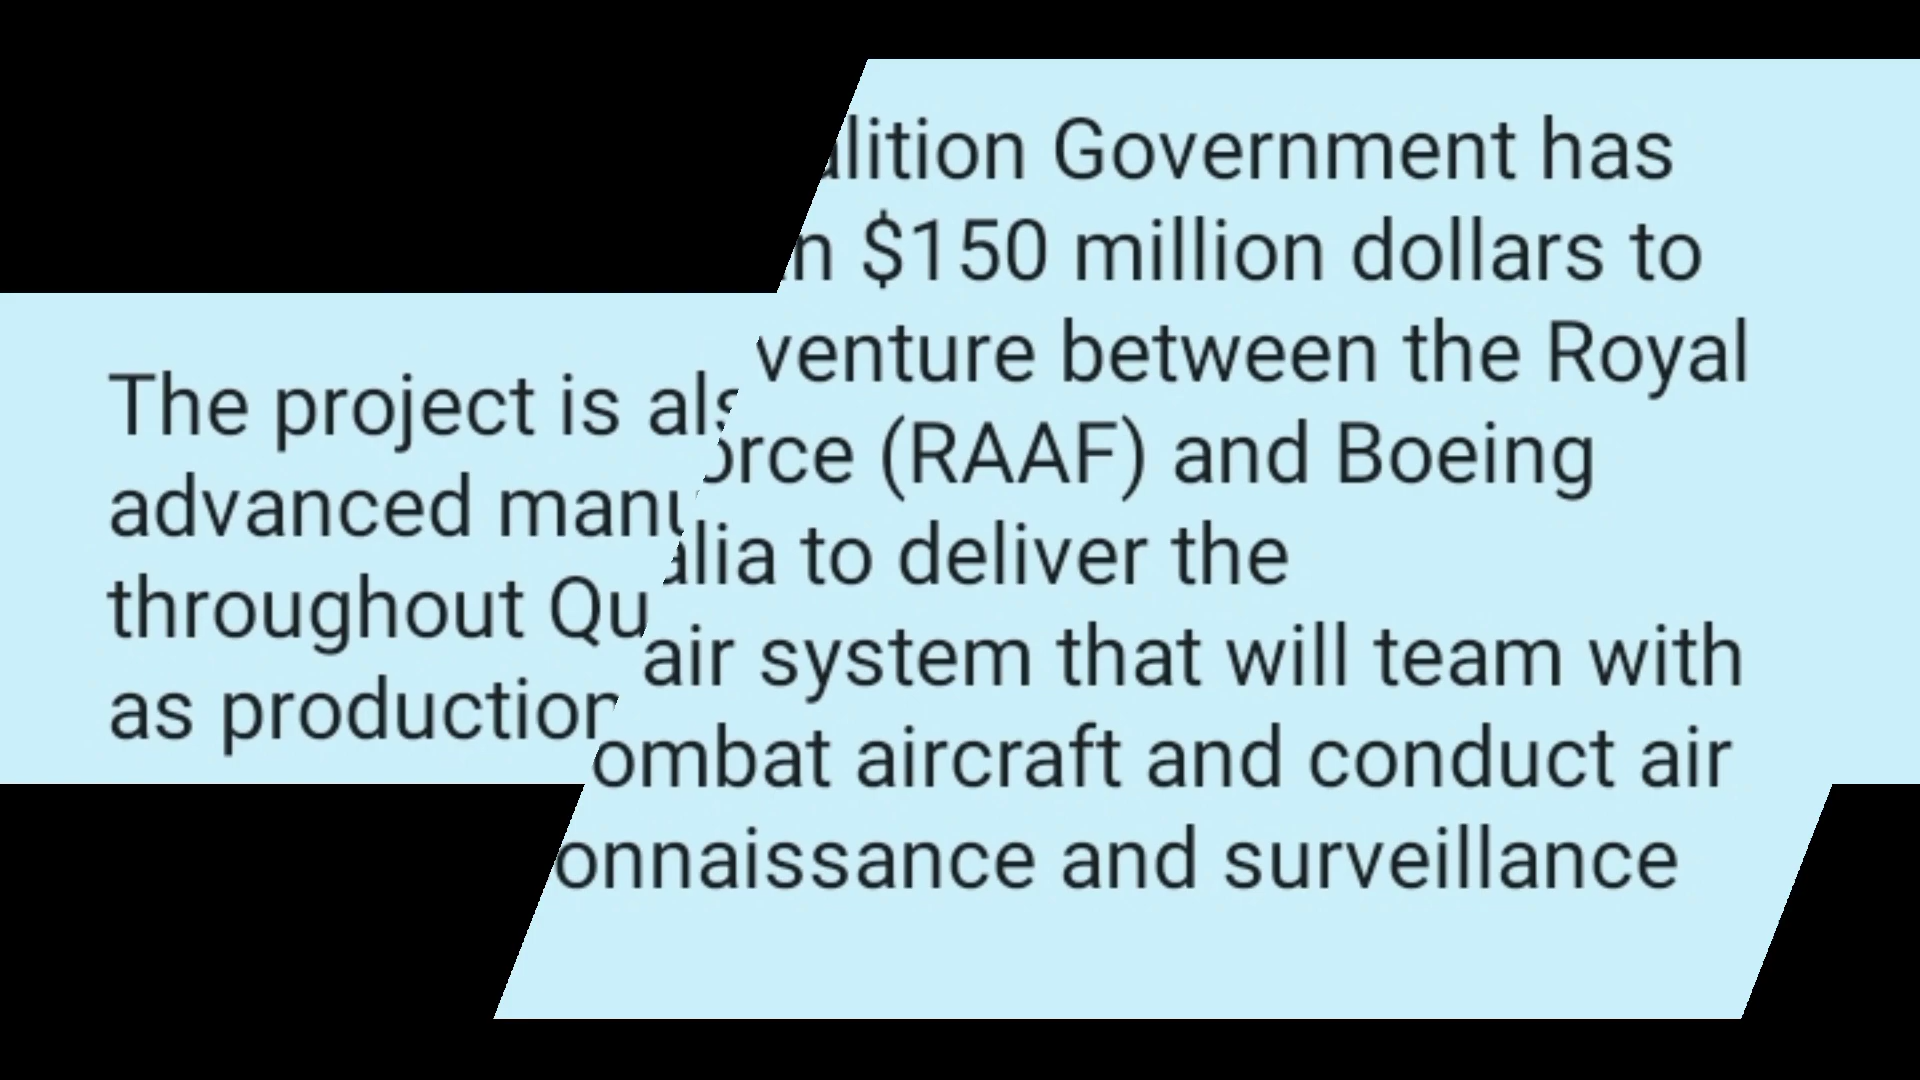 lition Government has
$150 million dollars to
venture between the Royal
orce (RAAF) and Boeing
alia to deliver the
air system that will team with
ombat aircraft and conduct air
onnaissance and surveillance
The project is als
advanced manu
throughout Qu
as production